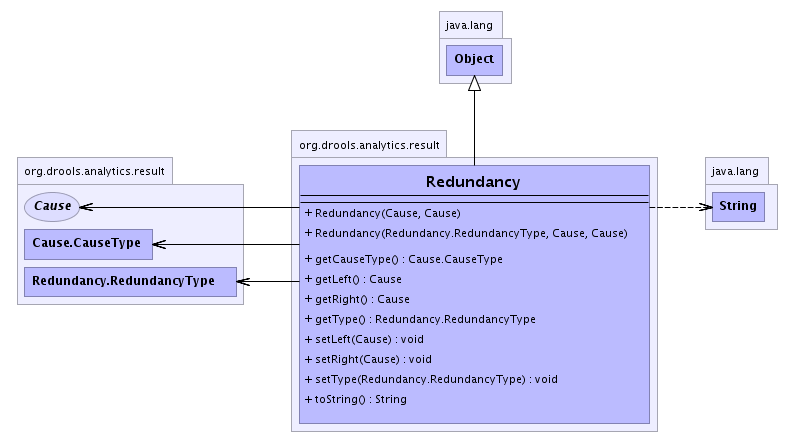 java.lang
Object
org.drools.analytics.result
Cause
Cause.CauseType
Redundancy.RedundancyType
org.drools.analytics.result
Redundancy
+ Redundancy(Cause, Cause)
+ Redundancy(Redundancy.RedundancyType, Cause, Cause)
+ getCauseType() : Cause.CauseType
+ getLeft() : Cause
+ getRight() : Cause
+ getType() : Redundancy.RedundancyType
+ setLeft(Cause) : void
+ setRight(Cause) : void
+ setType(Redundancy.RedundancyType) : void
+ toString() : String
java.lang
String